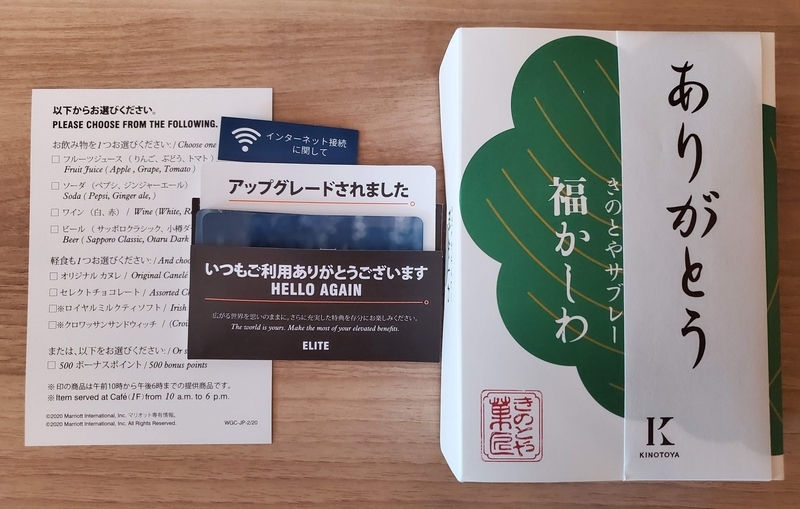 以下からお選びください。
PLEASE CHOOSE FROM THE FOLLOWING.
お飲み物を1つお選びください:/ Choose one
フルーツジュース（りんご、ぶどう、トマト）
Fruit Juice ( Apple , Grape, Tomato )
ソーダ（ペプシ、ジンジャーエール）
Soda ( Pepsi, Ginger ale, )
ワイン（白、赤） / Wine (White,
ビール（サッポロクラシック、小樽
Beer ( Sapporo Classic, Otaru Dark
軽食も1つお選びください:/ And
オリジナル カヌレ / Original Canelé
セレクトチョコレート / Assorted
※ロイヤルミルクティソフト / Irish
※クロワッサンサンドウィッチ /
または、以下をお選びください:/ Or
500 ボーナスポイント / 500 bonus points
※ 印の商品は午前10時から午後6時までの提供商品です。
※ Item served at Café (1F) from 10 a.m. to 6 p.m.
©2020 Marriott International, Inc. マリオット専有情報。
©2020 Marriott International, Inc. All Rights Reserved.
WGC-JP-2/20
インターネット接続
に関して
アップグレードされました
いつもご利用ありがとうございます
HELLO AGAIN
広がる世界を思いのままに。さらに充実した特典を存分にお楽しみください。
The world is yours. Make the most of your elevated benefits.
ELITE
ありがとう
きのとやサブレー
福かしわ
きのとや
菓匠
K
KINOTOYA